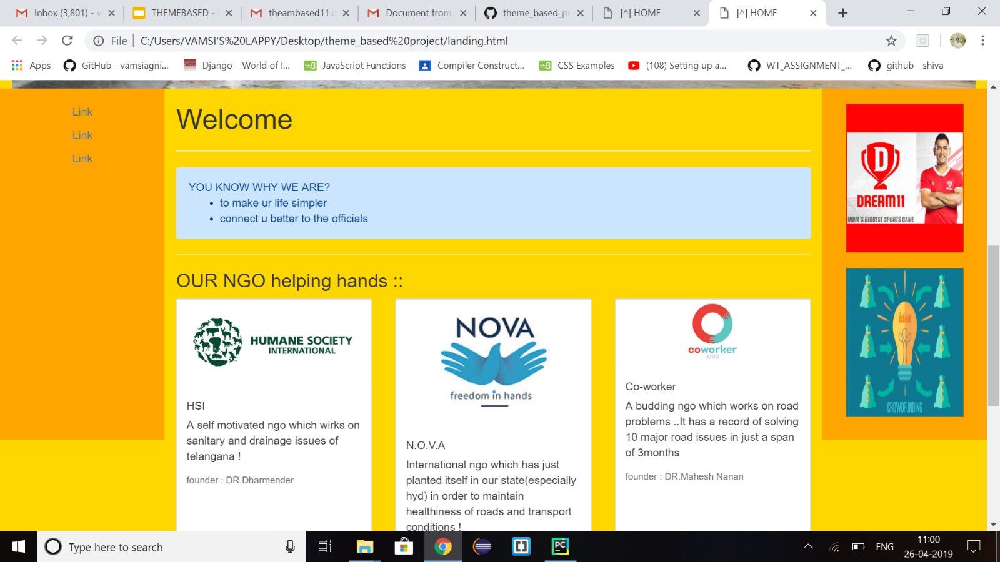 Inbox (3,801) - v
THEMEBASED -
theambased11.
Document from
theme_based_pr
|^| HOME
|^| HOME
File
C:/Users/VAMSI'S%20LAPPY/Desktop/theme_based%20project/landing.html
Apps
GitHub - vamsiagni...
Django – World of I...
JavaScript Functions
Compiler Construct...
CSS Examples
(108) Setting up a...
WT_ASSIGNMENT_...
github - shiva
Link
Link
Link
Welcome
YOU KNOW WHY WE ARE?
• to make ur life simpler
• connect u better to the officials
OUR NGO helping hands ::
HUMANE SOCIETY
INTERNATIONAL
HSI
A self motivated ngo which wirks on
sanitary and drainage issues of
telangana !
founder : DR.Dharmender
NOVA
freedom in hands
N.O.V.A
International ngo which has just
planted itself in our state(especially
hyd) in order to maintain
healthiness of roads and transport
conditions !
coworker
.ORG
Co-worker
A budding ngo which works on road
problems ..It has a record of solving
10 major road issues in just a span
of 3months
founder : DR.Mahesh Nanan
D
DREAM11
INDIA'S BIGGEST SPORTS GAME
idea
CROWDFUNDING
Type here to search
PC
ENG
11:00
26-04-2019